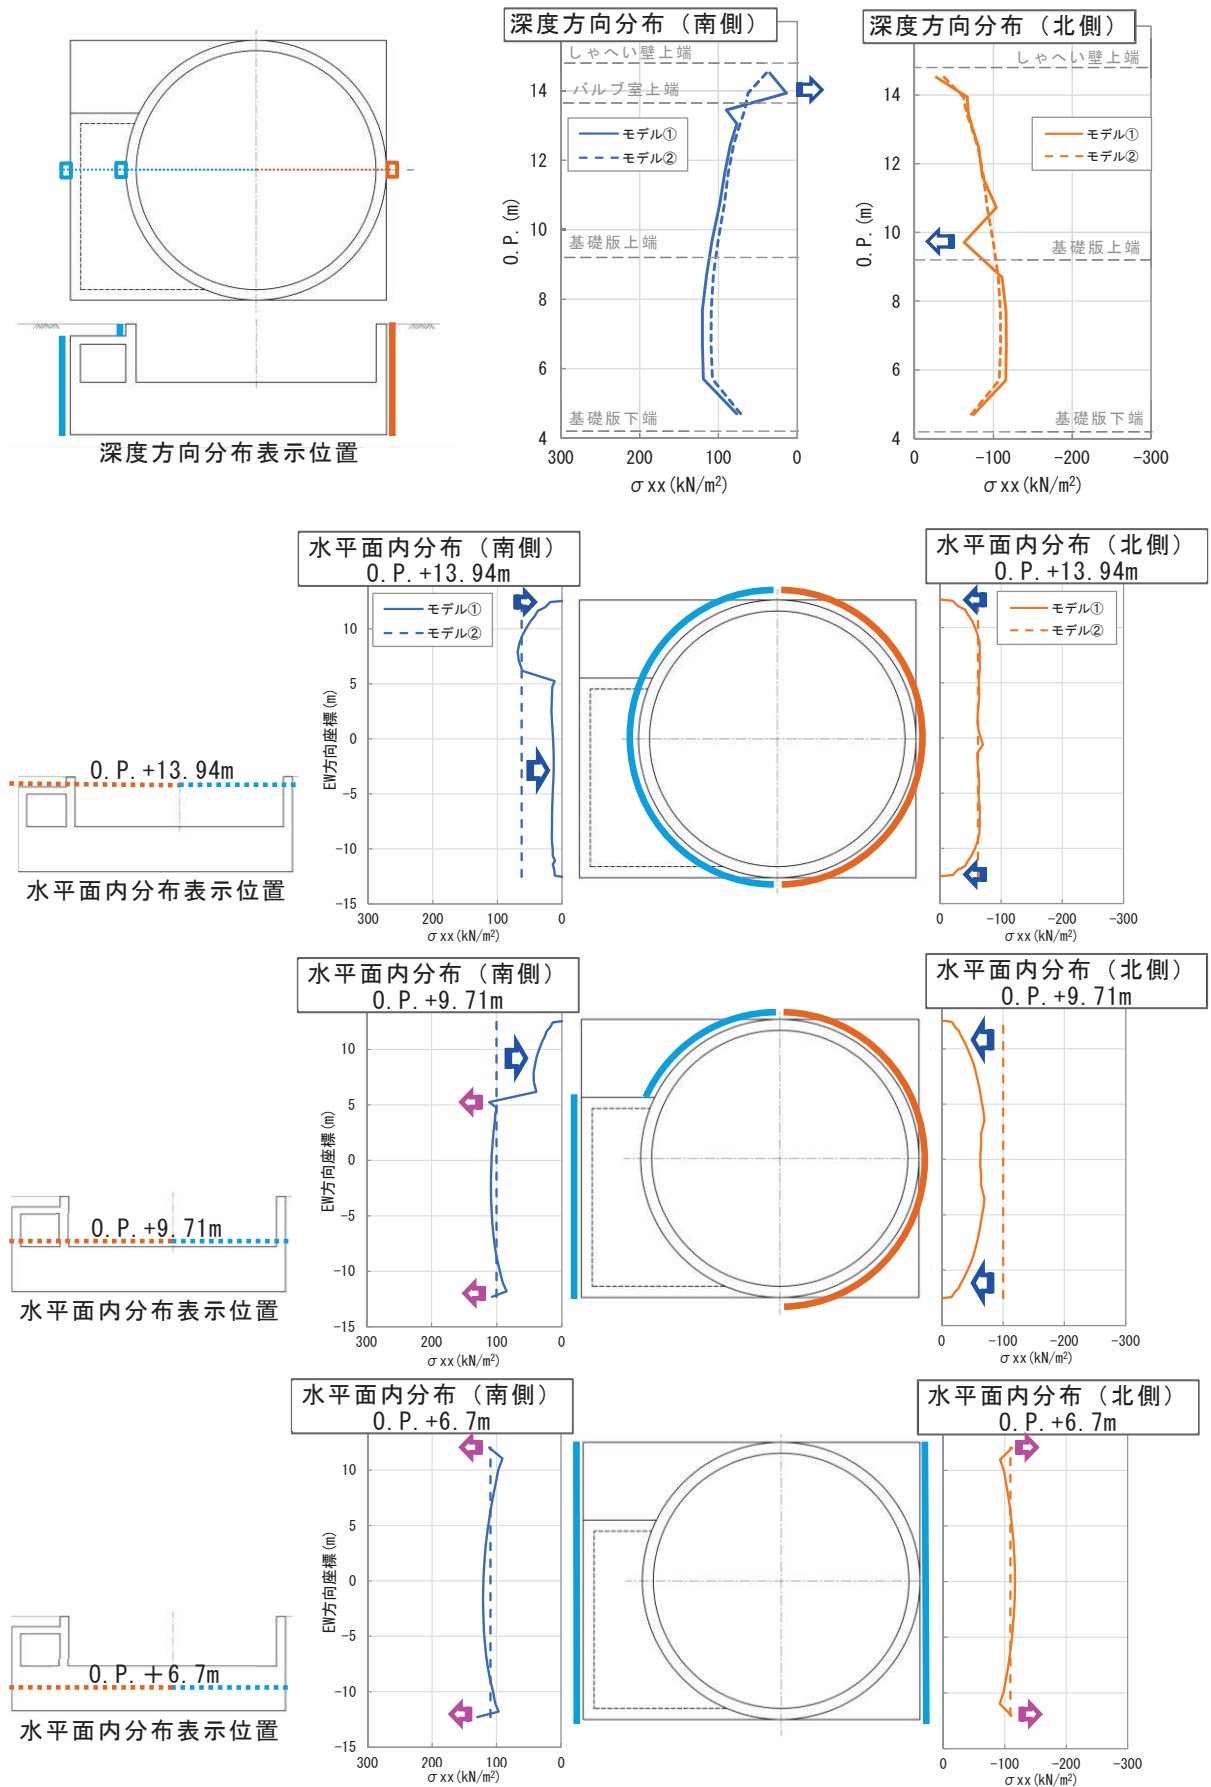 深度方向分布（南側）
深度方向分布（北側）
しゃへい壁上端
バルブ室上端
モデル①
モデル②
基礎版上端
基礎版下端
14
12
10
8
6
4
O.P.(m)
300
200
100
0
σxx(kN/m²)
しゃへい壁上端
モデル①
モデル②
基礎版上端
基礎版下端
14
12
10
8
6
4
O.P.(m)
0
-100
-200
-300
σxx(kN/m²)
深度方向分布表示位置
水平面内分布（南側）
O.P.+13.94m
モデル①
モデル②
10
5
0
-5
-10
-15
EW方向座標(m)
300
200
100
0
σxx(kN/m²)
水平面内分布（北側）
O.P.+13.94m
モデル①
モデル②
0
-100
-200
-300
σxx(kN/m²)
O.P.+13.94m
水平面内分布表示位置
水平面内分布（南側）
O.P.+9.71m
10
5
0
-5
-10
-15
EW方向座標(m)
300
200
100
0
σxx(kN/m²)
水平面内分布（北側）
O.P.+9.71m
0
-100
-200
-300
σxx(kN/m²)
O.P.+9.71m
水平面内分布表示位置
水平面内分布（南側）
O.P.+6.7m
10
5
0
-5
-10
-15
EW方向座標(m)
300
200
100
0
σxx(kN/m²)
水平面内分布（北側）
O.P.+6.7m
0
-100
-200
-300
σxx(kN/m²)
O.P.＋6.7m
水平面内分布表示位置